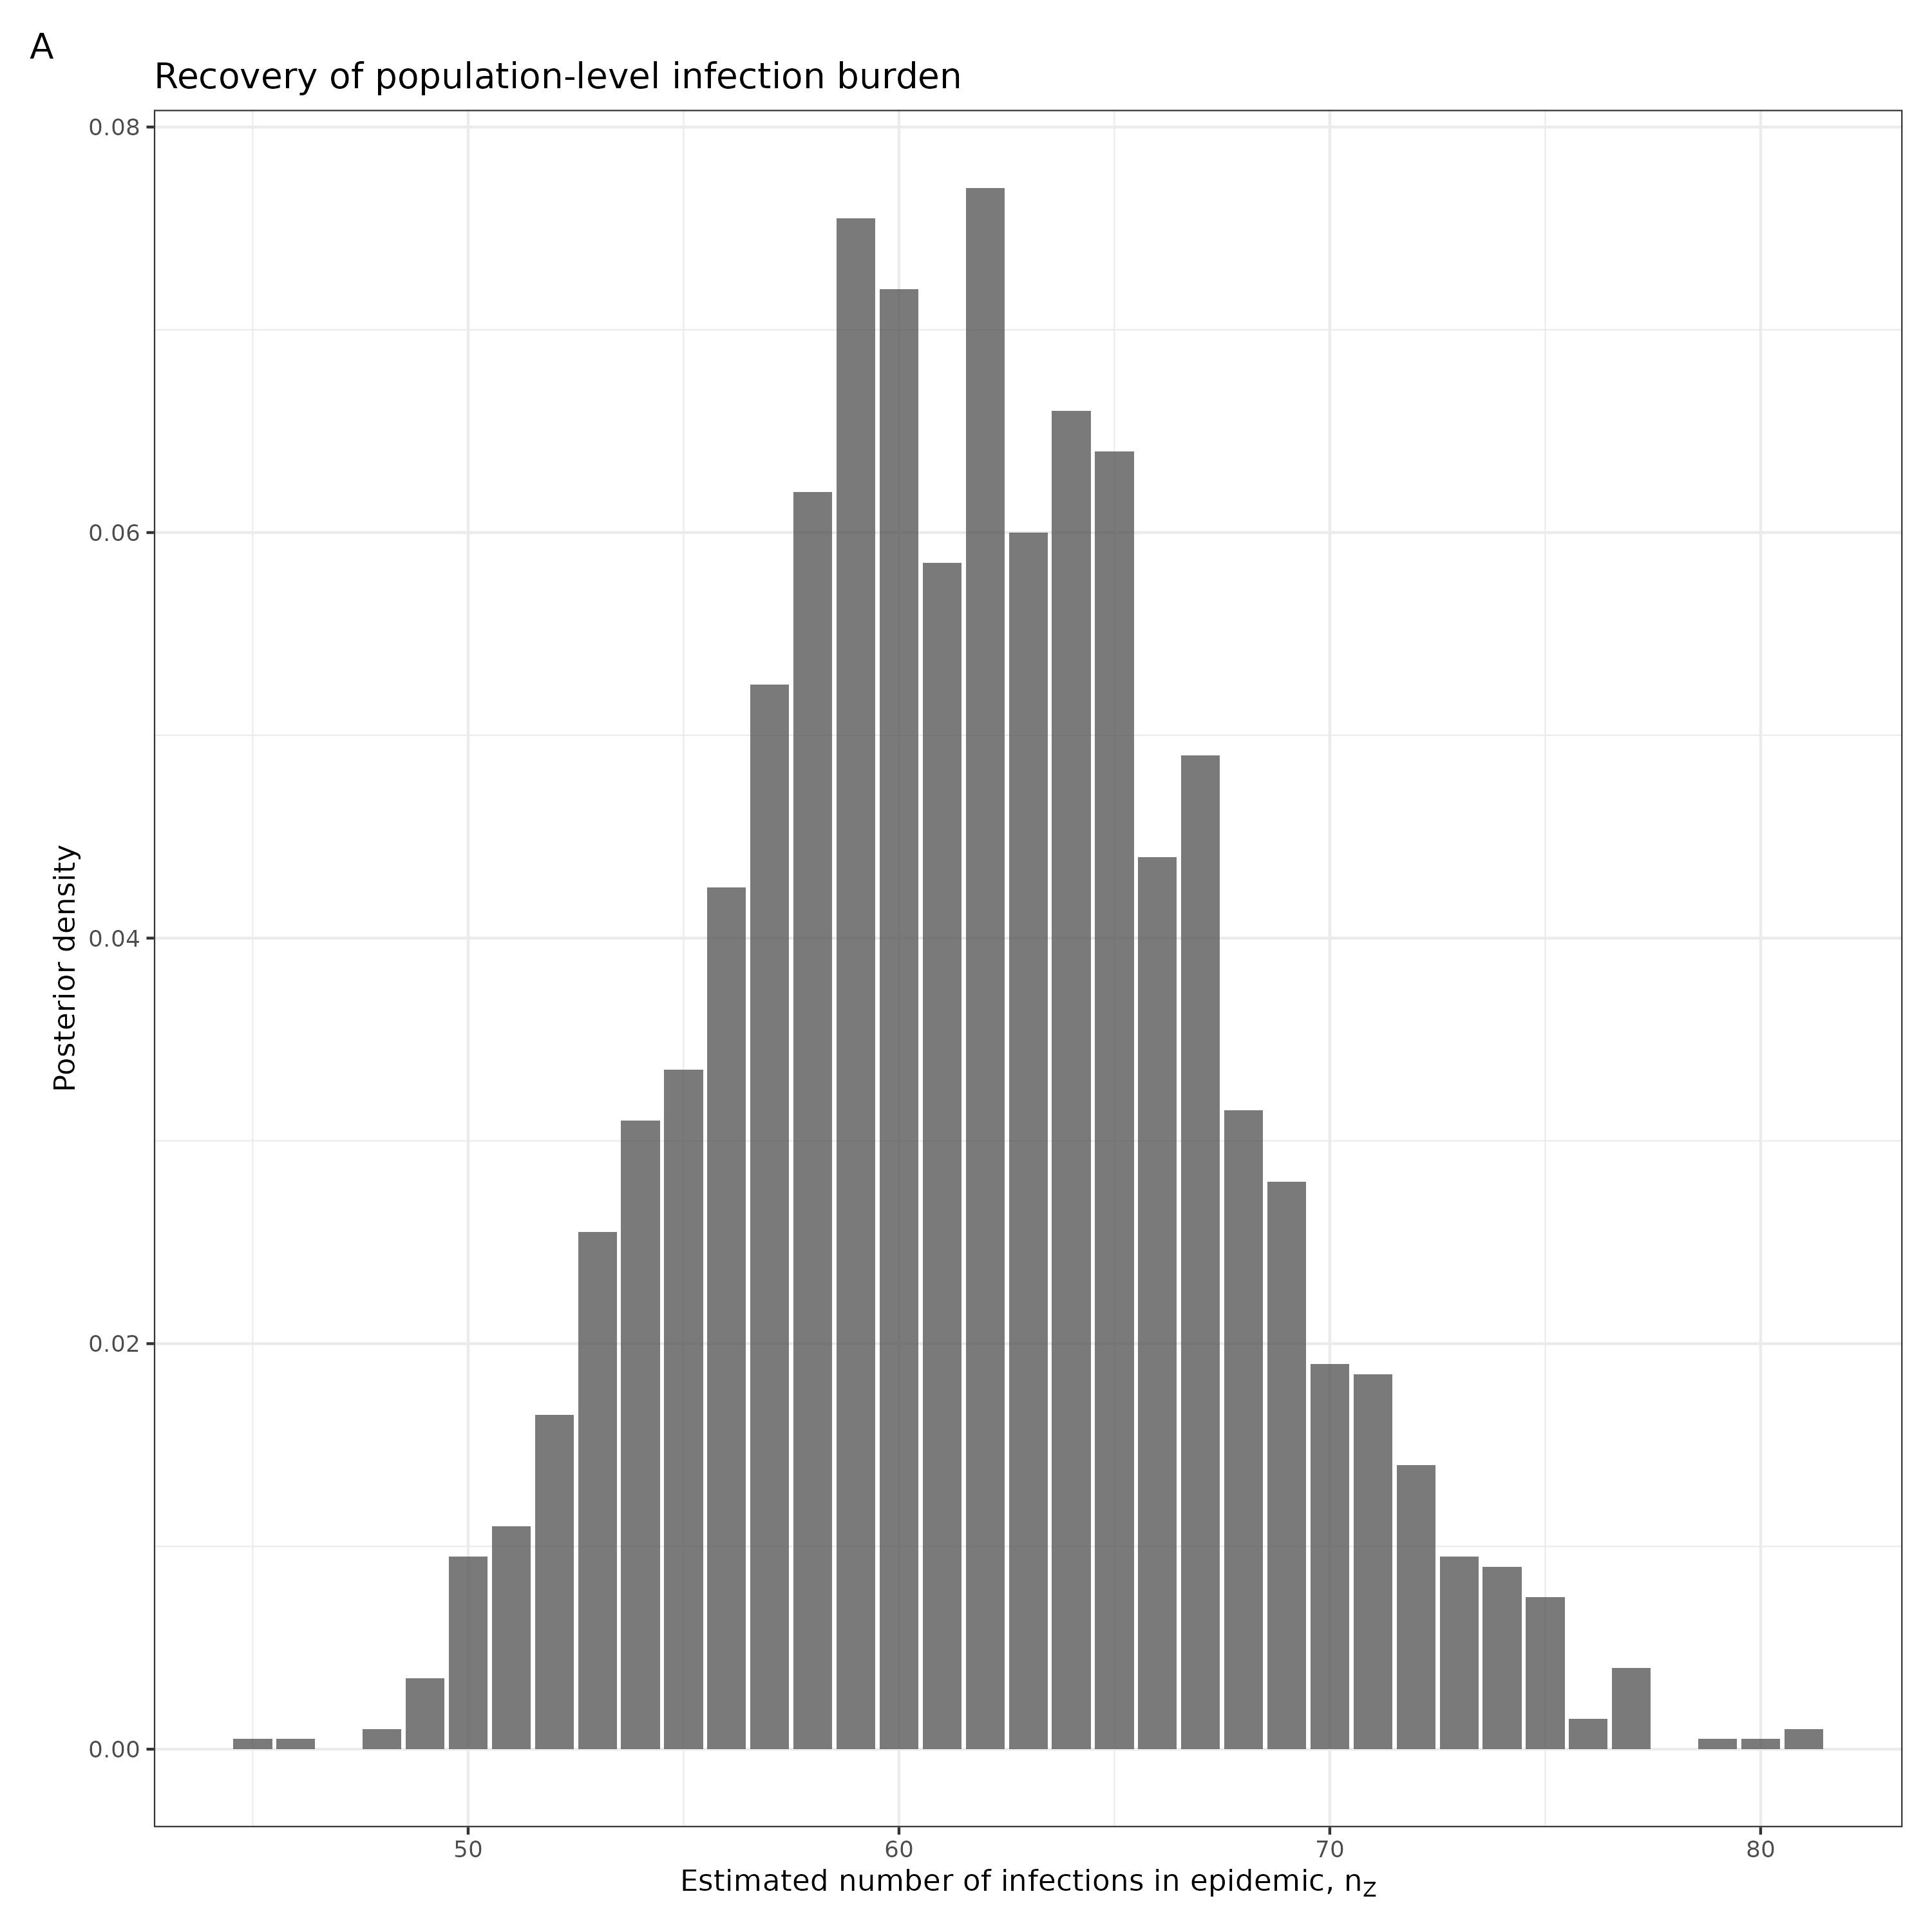 A
Recovery of population-level infection burden
0.08
0.06
0.04
0.02
0.00
Posterior density
50 60 70 80
Estimated number of infections in epidemic, nZ